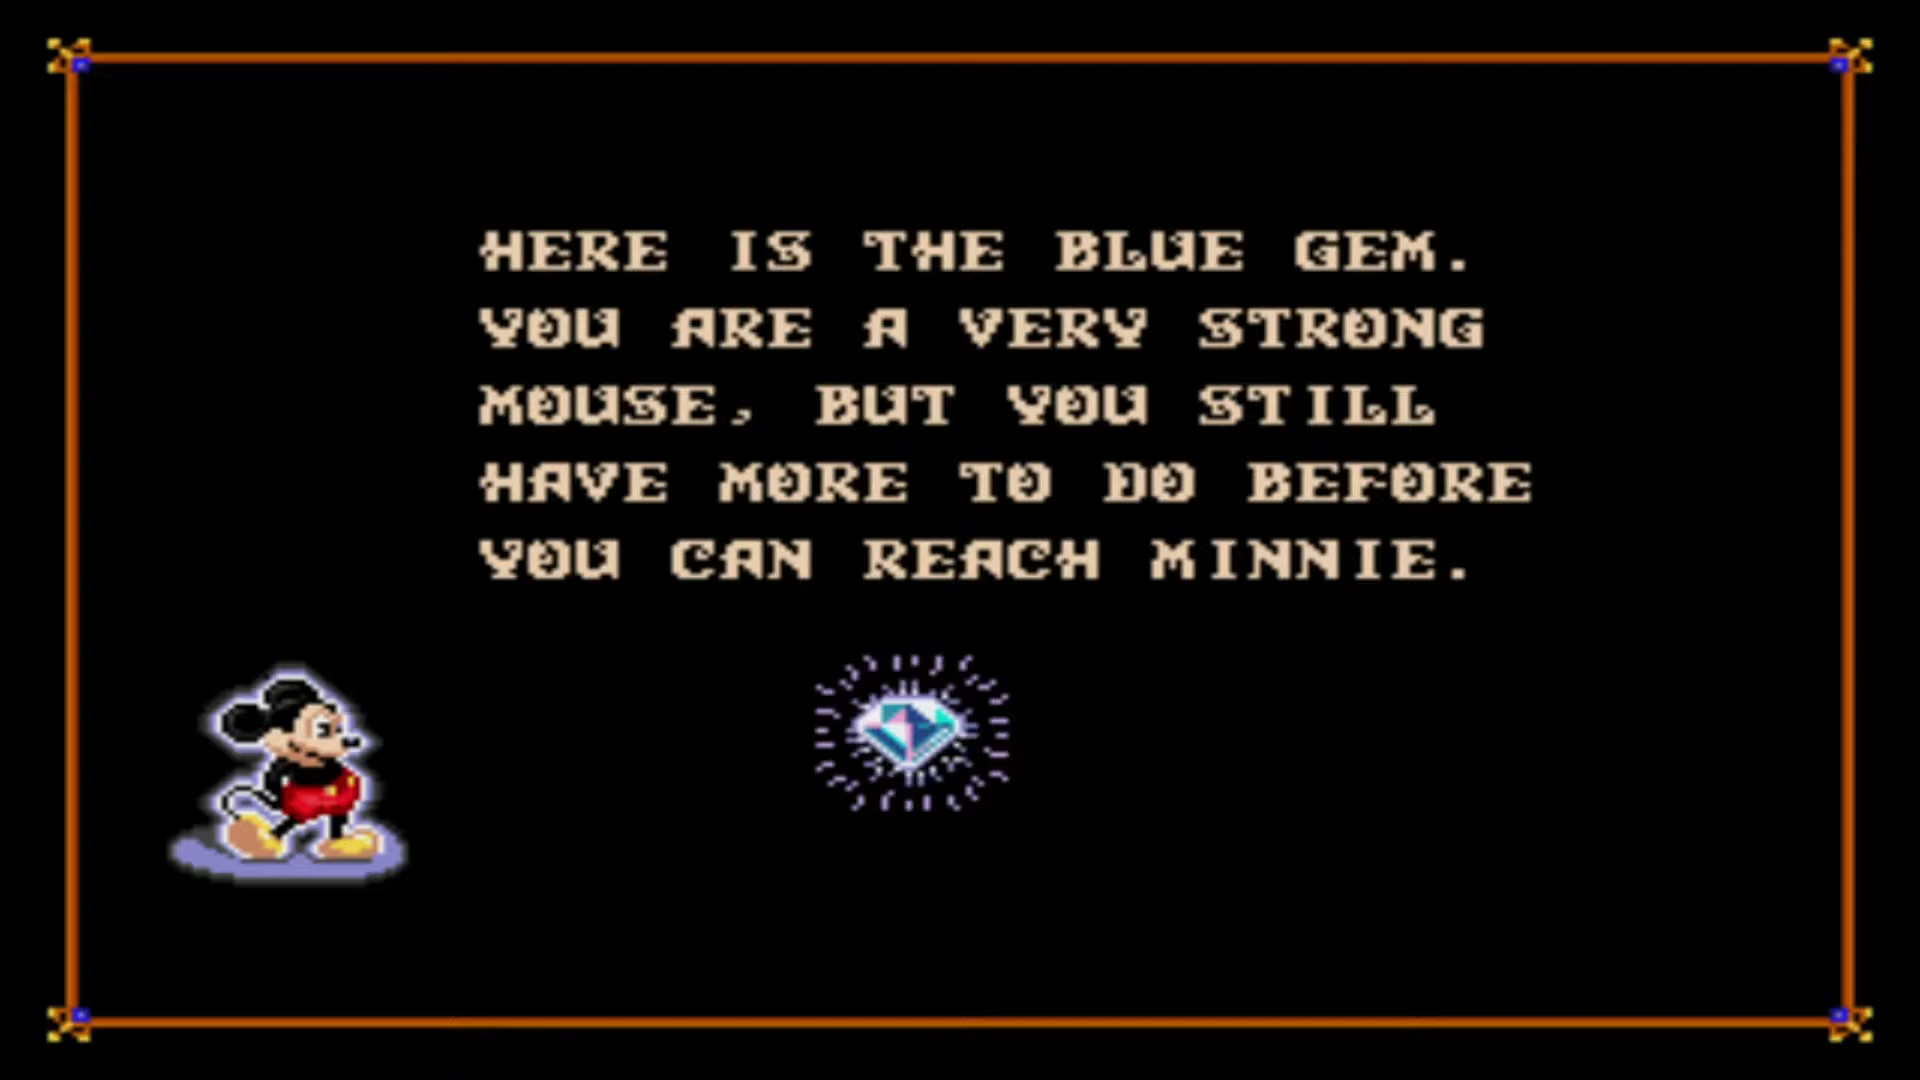 HERE IS THE BLUE GEM.
YOU ARE A VERY STRONG
MOUSE, BUT YOU STILL
HAVE MORE TO DO BEFORE
YOU CAN REACH MINNIE.